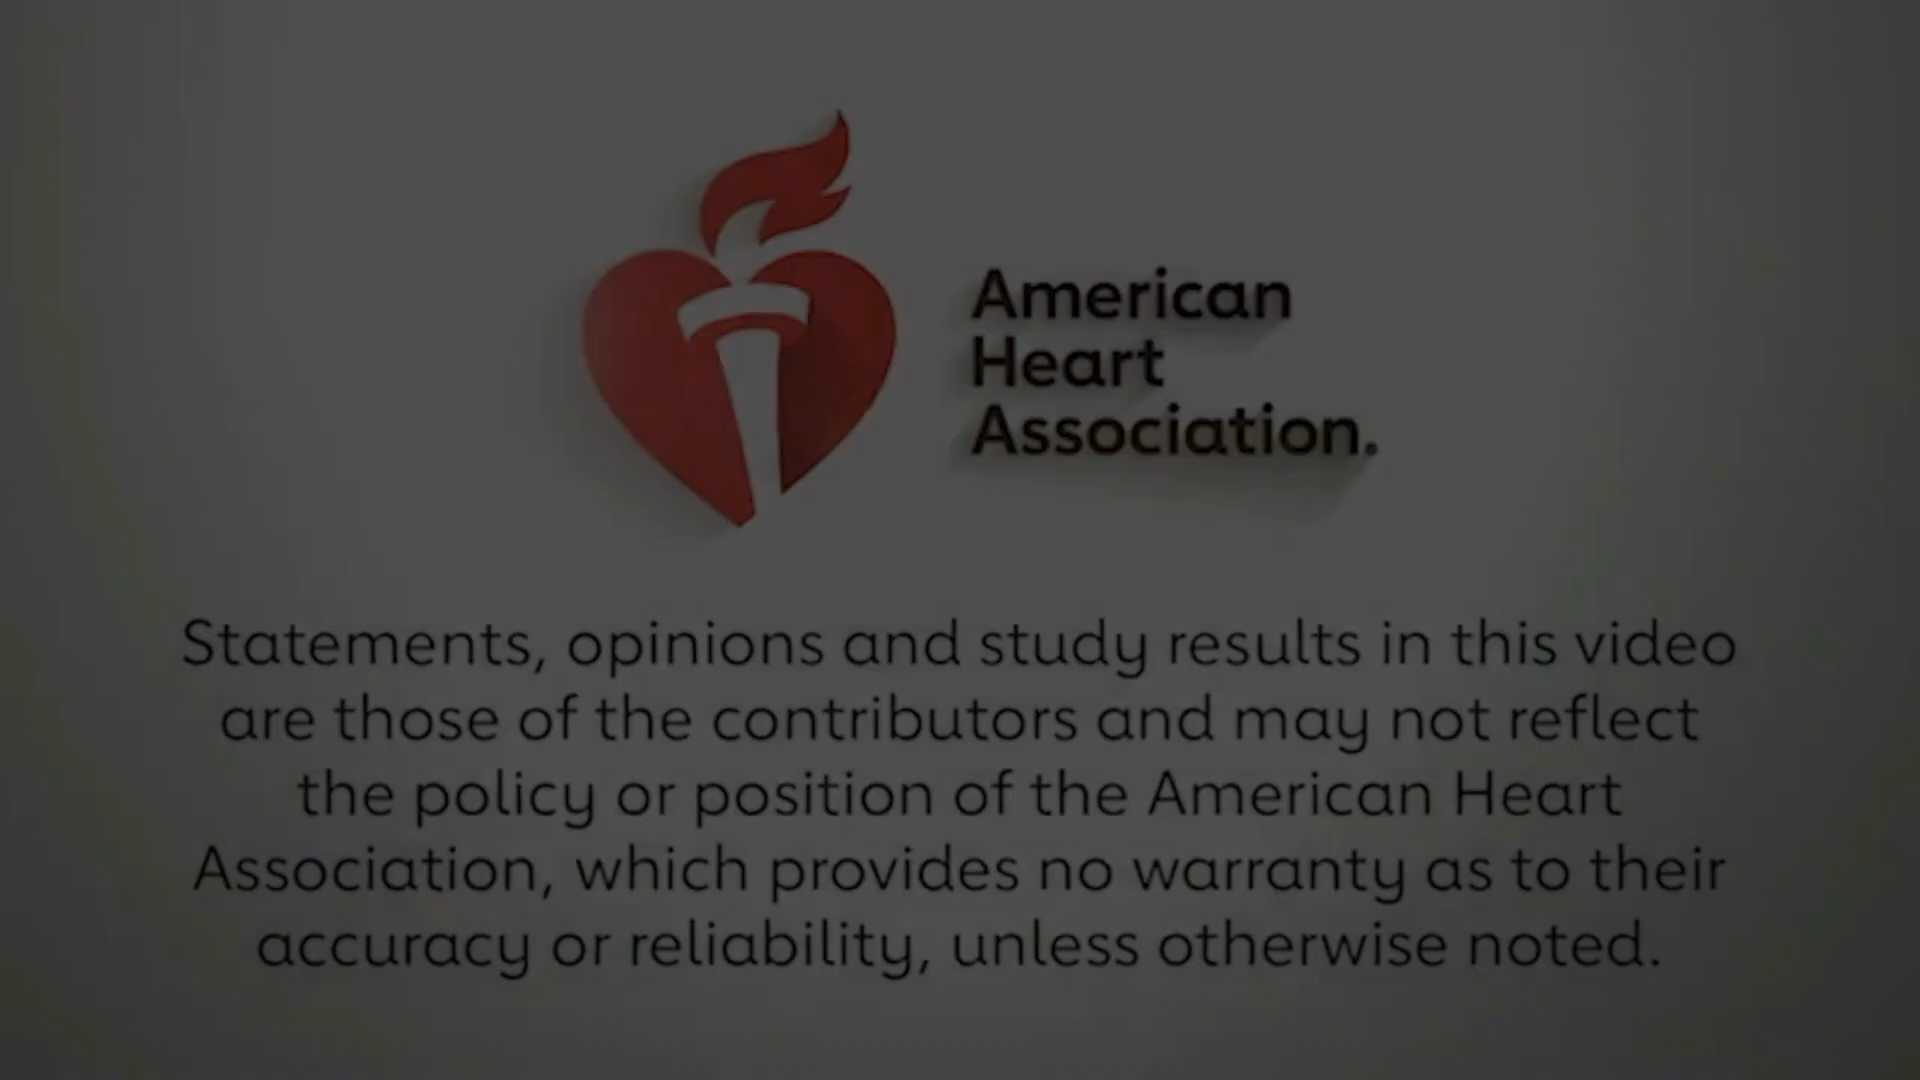 American
Heart
Association.
Statements, opinions and study results in this video
are those of the contributors and may not reflect
the policy or position of the American Heart
Association, which provides no warranty as to their
accuracy or reliability, unless otherwise noted.